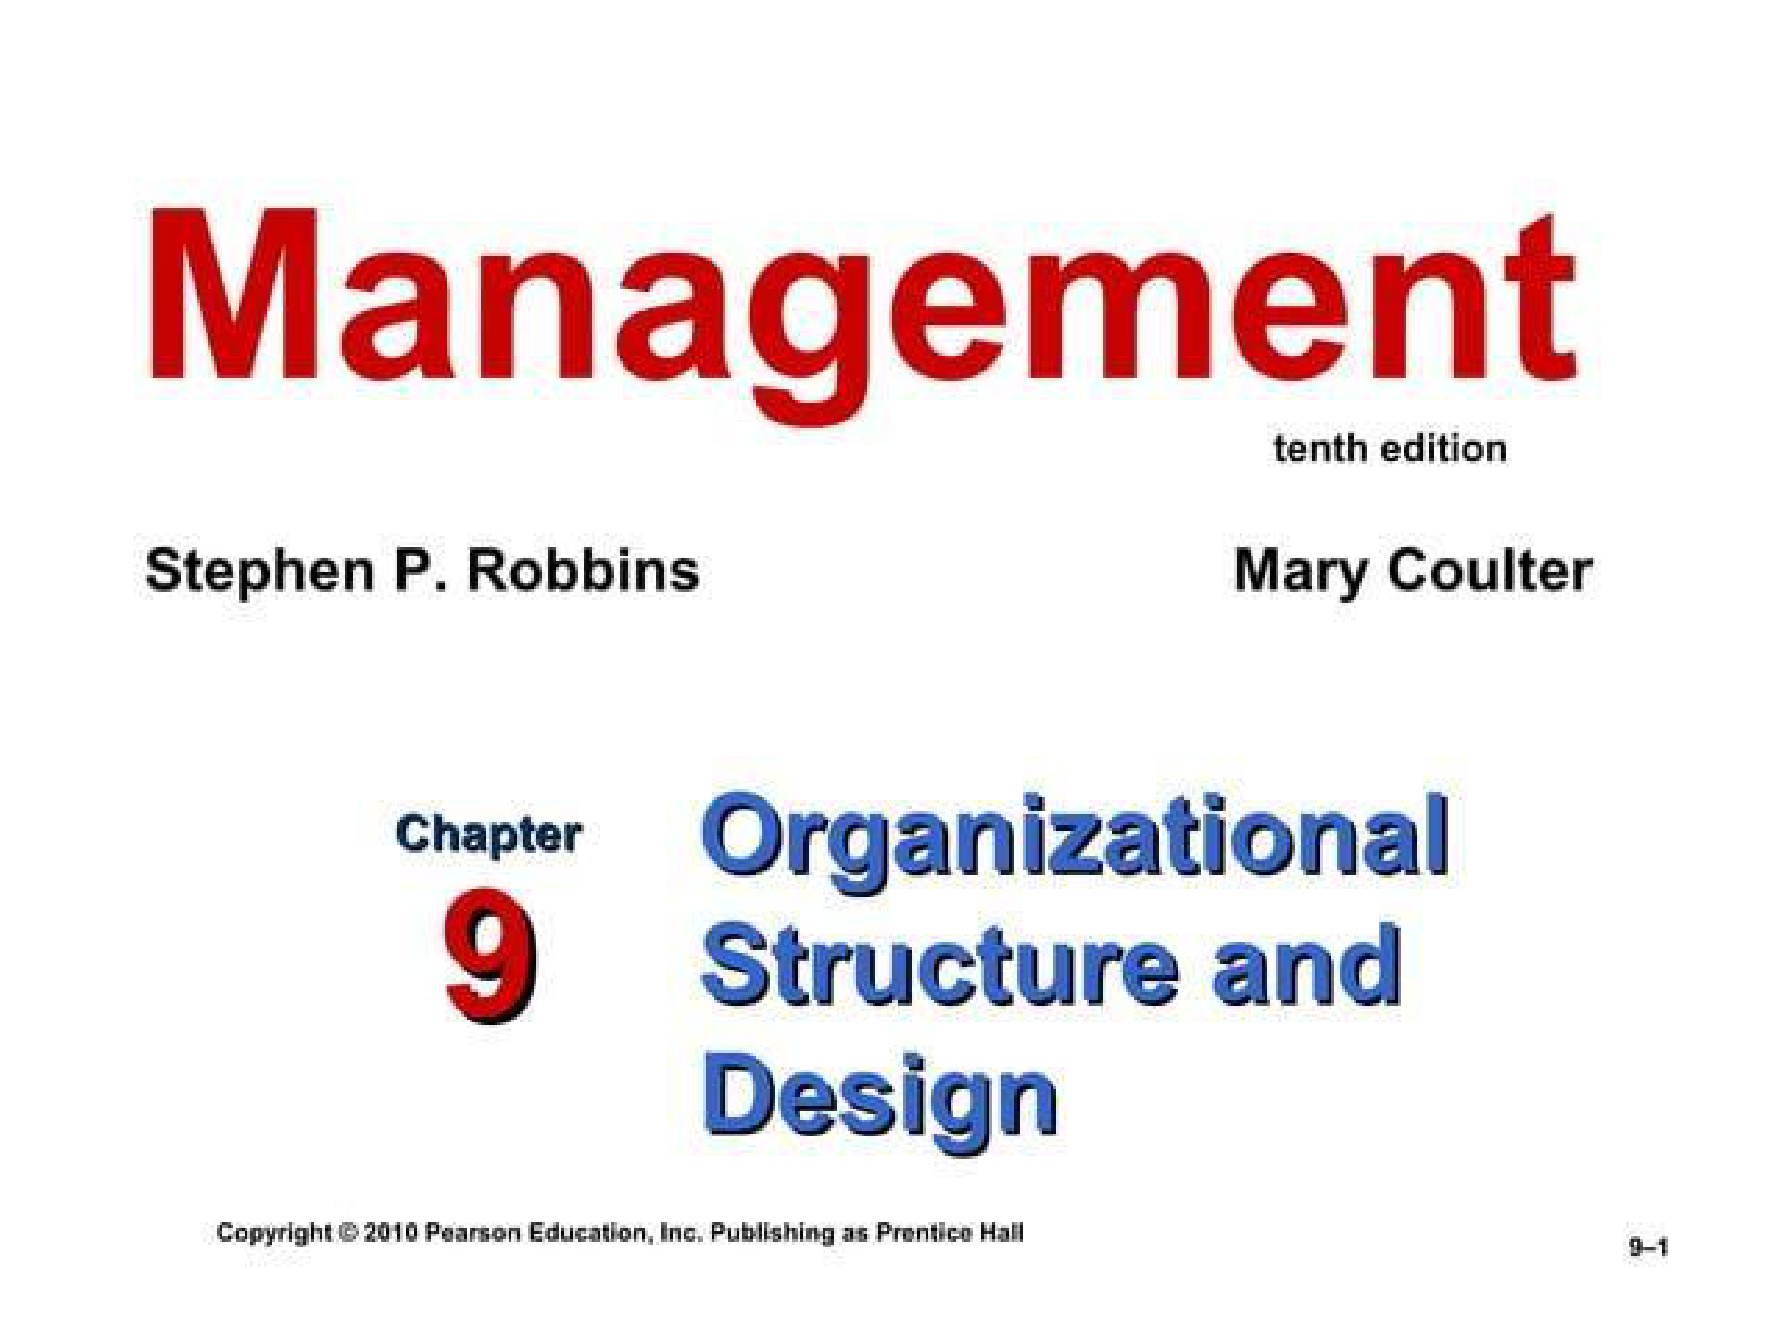 Management
tenth edition
Stephen P. Robbins
Mary Coulter
Chapter
9
Organizational
Structure and
Design
Copyright © 2010 Pearson Education, Inc. Publishing as Prentice Hall
9–1